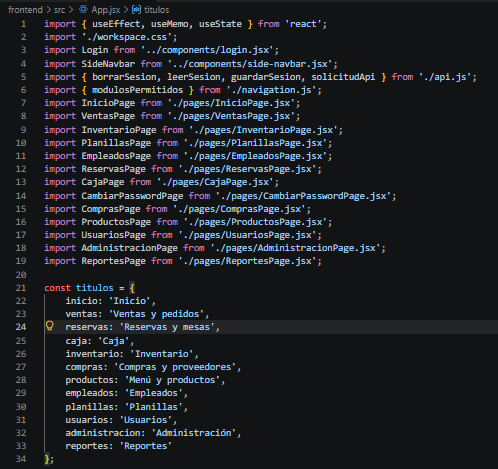 frontend > src > App.jsx > titulos
1 import { useEffect, useMemo, useState } from 'react';
2 import './workspace.css';
3 import Login from '../components/login.jsx';
4 import SideNavbar from '../components/side-navbar.jsx';
5 import { borrarSesion, leerSesion, guardarSesion, solicitudApi } from './api.js';
6 import { modulosPermitidos } from './navigation.js';
7 import InicioPage from './pages/InicioPage.jsx';
8 import VentasPage from './pages/VentasPage.jsx';
9 import InventarioPage from './pages/InventarioPage.jsx';
10 import PlanillasPage from './pages/PlanillasPage.jsx';
11 import EmpleadosPage from './pages/EmpleadosPage.jsx';
12 import ReservasPage from './pages/ReservasPage.jsx';
13 import CajaPage from './pages/CajaPage.jsx';
14 import CambiarPasswordPage from './pages/CambiarPasswordPage.jsx';
15 import ComprasPage from './pages/ComprasPage.jsx';
16 import ProductosPage from './pages/ProductosPage.jsx';
17 import UsuariosPage from './pages/UsuariosPage.jsx';
18 import AdministracionPage from './pages/AdministracionPage.jsx';
19 import ReportesPage from './pages/ReportesPage.jsx';
20
21 const titulos = {
22 inicio: 'Inicio',
23 ventas: 'Ventas y pedidos',
24 reservas: 'Reservas y mesas',
25 caja: 'Caja',
26 inventario: 'Inventario',
27 compras: 'Compras y proveedores',
28 productos: 'Menú y productos',
29 empleados: 'Empleados',
30 planillas: 'Planillas',
31 usuarios: 'Usuarios',
32 administracion: 'Administración',
33 reportes: 'Reportes'
34 };